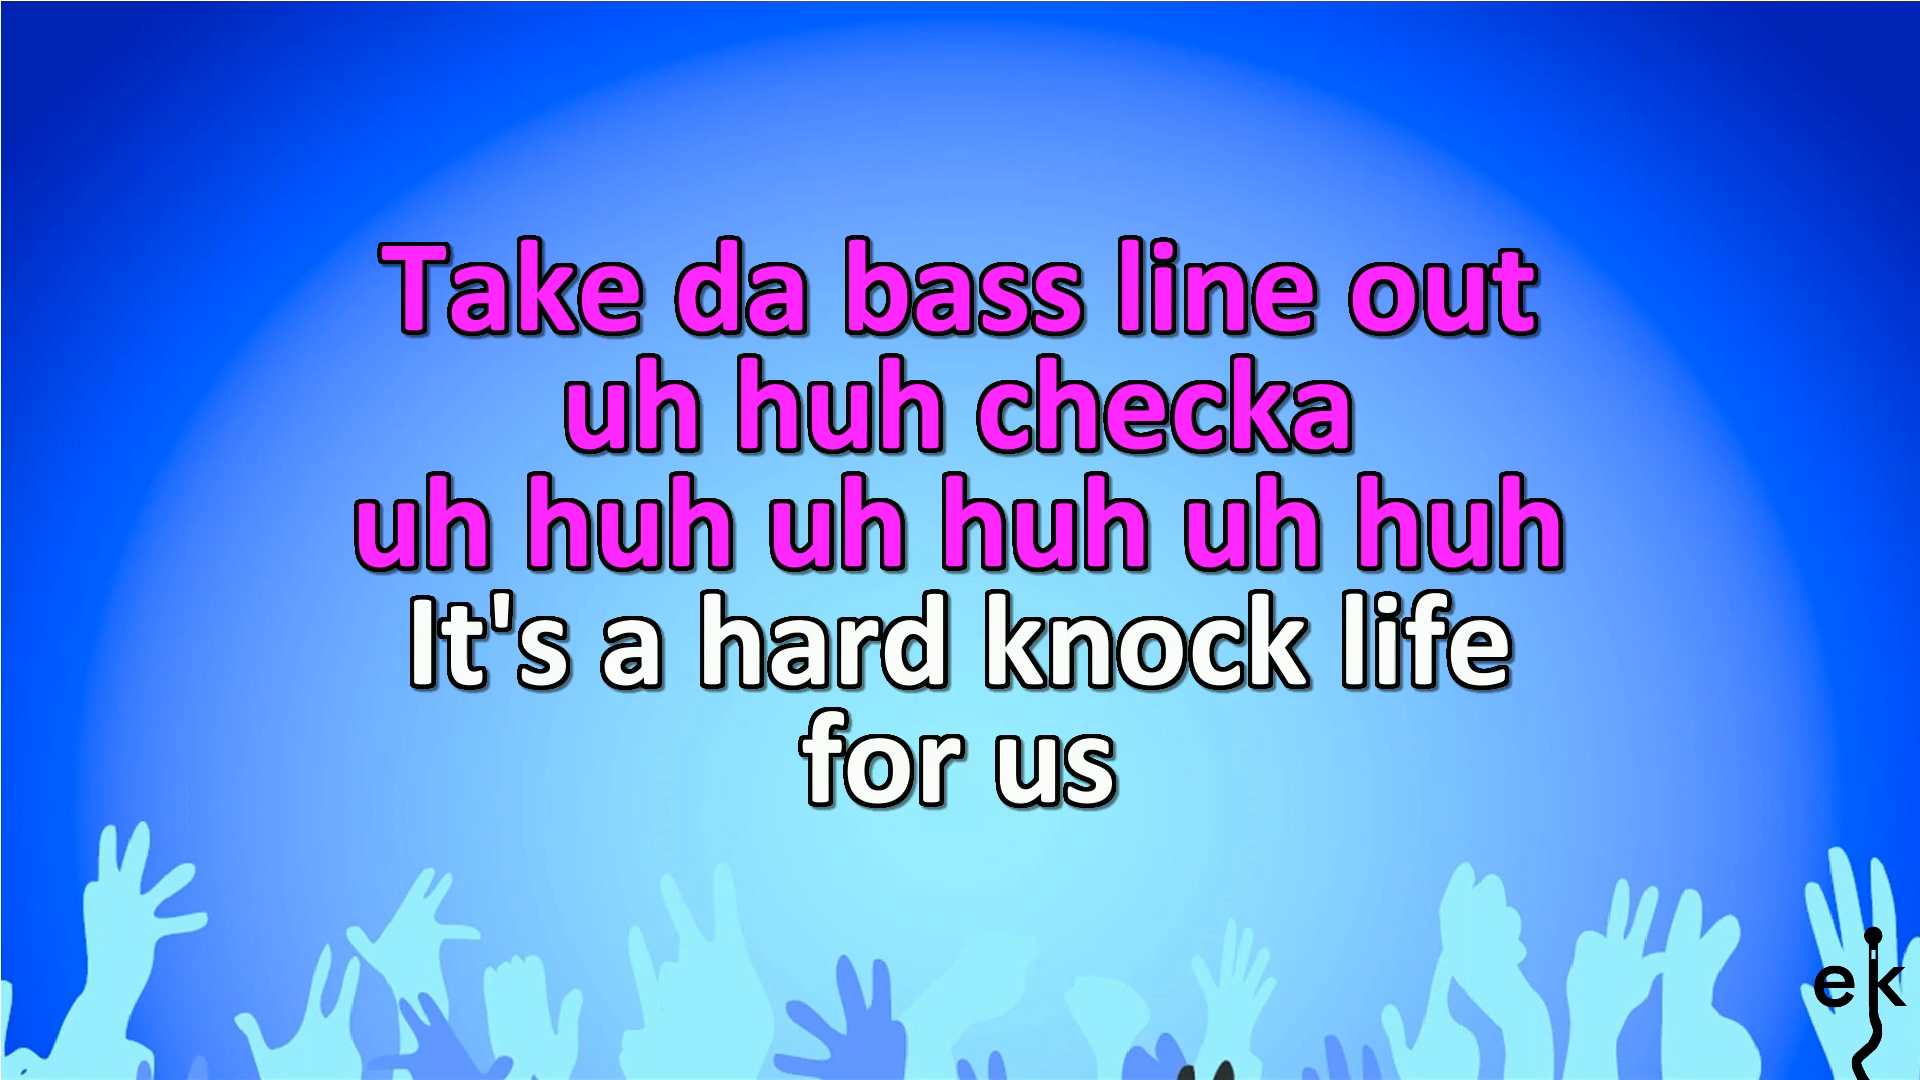 Take da bass line out
uh huh checka
uh huh uh huh uh huh
It's a hard knock life
for us
ek